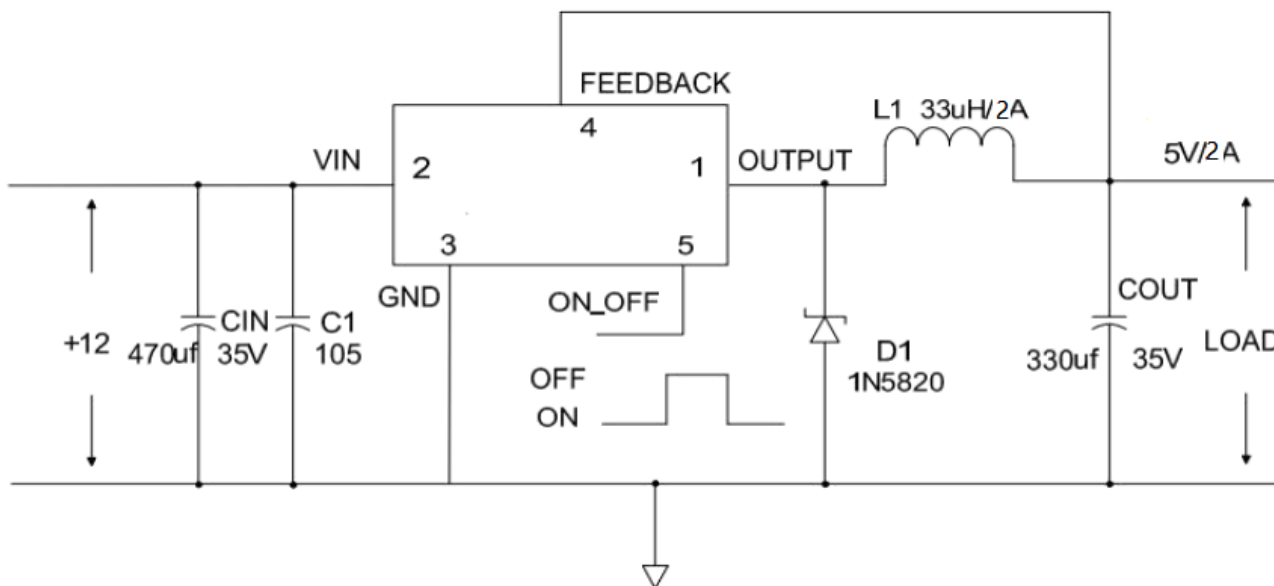 FEEDBACK
4
L1 33uH/2A
VIN
2
1
OUTPUT
5V/2A
3
5
GND
ON_OFF
COUT
+12
CIN
C1
470uf 35V
105
D1
1N5820
330uf 35V
LOAD
OFF
ON